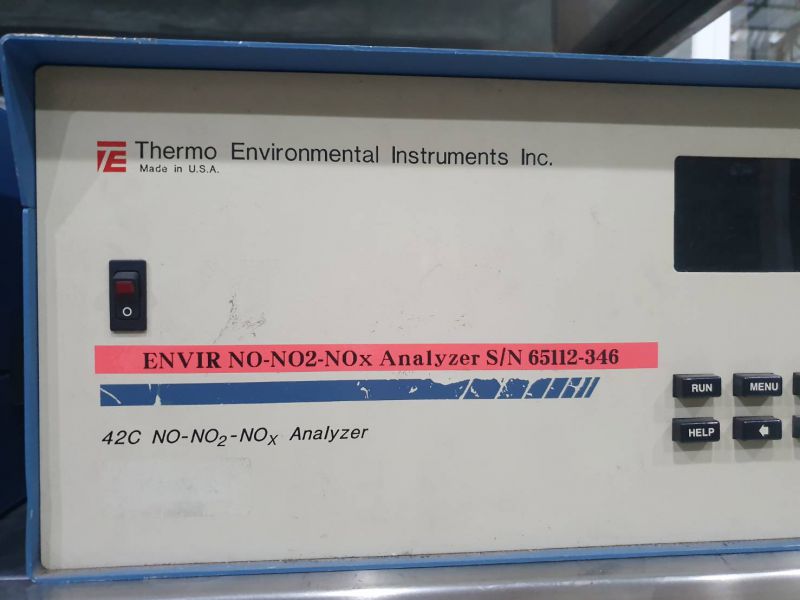 TE Thermo Environmental Instruments Inc.
Made in U.S.A.
O
ENVIR NO-NO2-NOx Analyzer S/N 65112-346
RUN MENU
HELP
42C NO-NO₂-NOₓ Analyzer